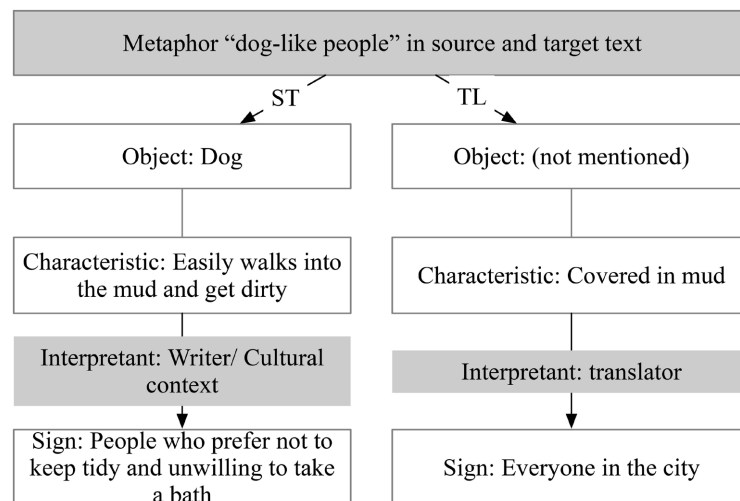 Metaphor “dog-like people” in source and target text
ST
TL
Object: Dog
Object: (not mentioned)
Characteristic: Easily walks into
the mud and get dirty
Characteristic: Covered in mud
Interpretant: Writer/ Cultural
context
Interpretant: translator
Sign: People who prefer not to
keep tidy and unwilling to take
a bath
Sign: Everyone in the city